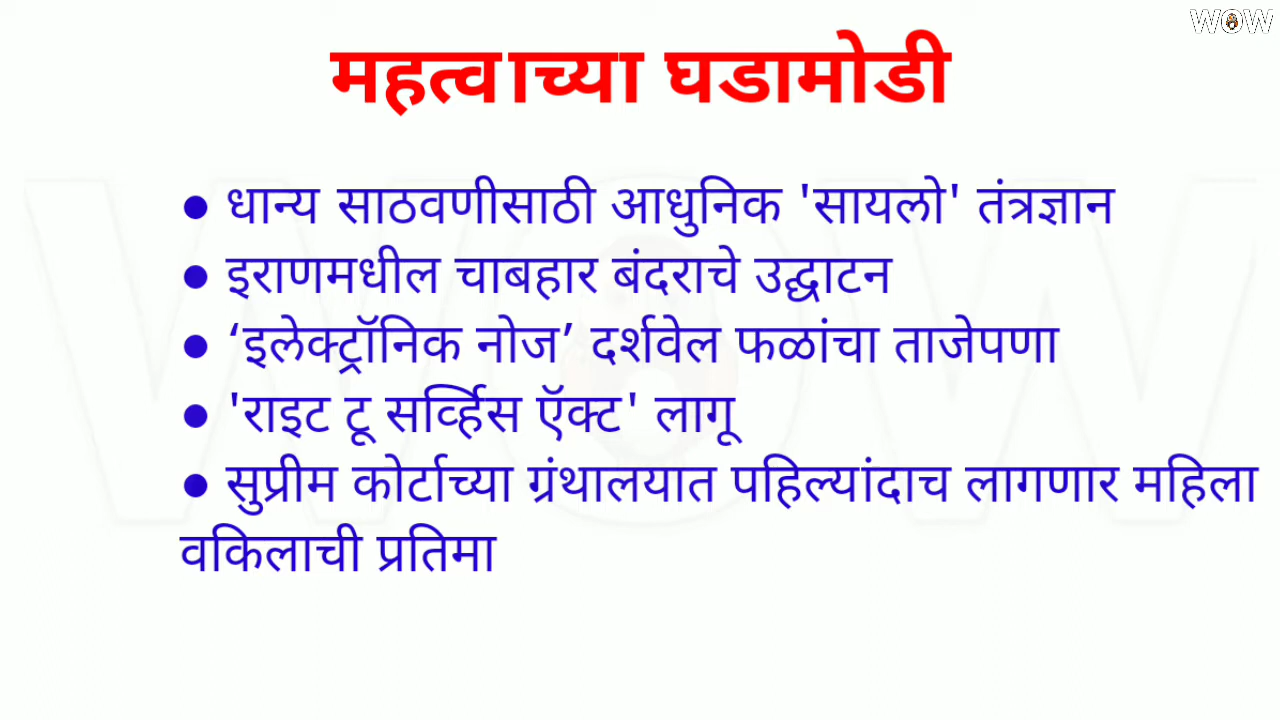 WOW
महत्वाच्या घडामोडी
● धान्य साठवणीसाठी आधुनिक 'सायलो' तंत्रज्ञान
● इराणमधील चाबहार बंदराचे उद्घाटन
● ‘इलेक्ट्रॉनिक नोज’ दर्शवेल फळांचा ताजेपणा
● 'राइट टू सर्व्हिस ऍक्ट' लागू
● सुप्रीम कोर्टाच्या ग्रंथालयात पहिल्यांदाच लागणार महिला
वकिलाची प्रतिमा